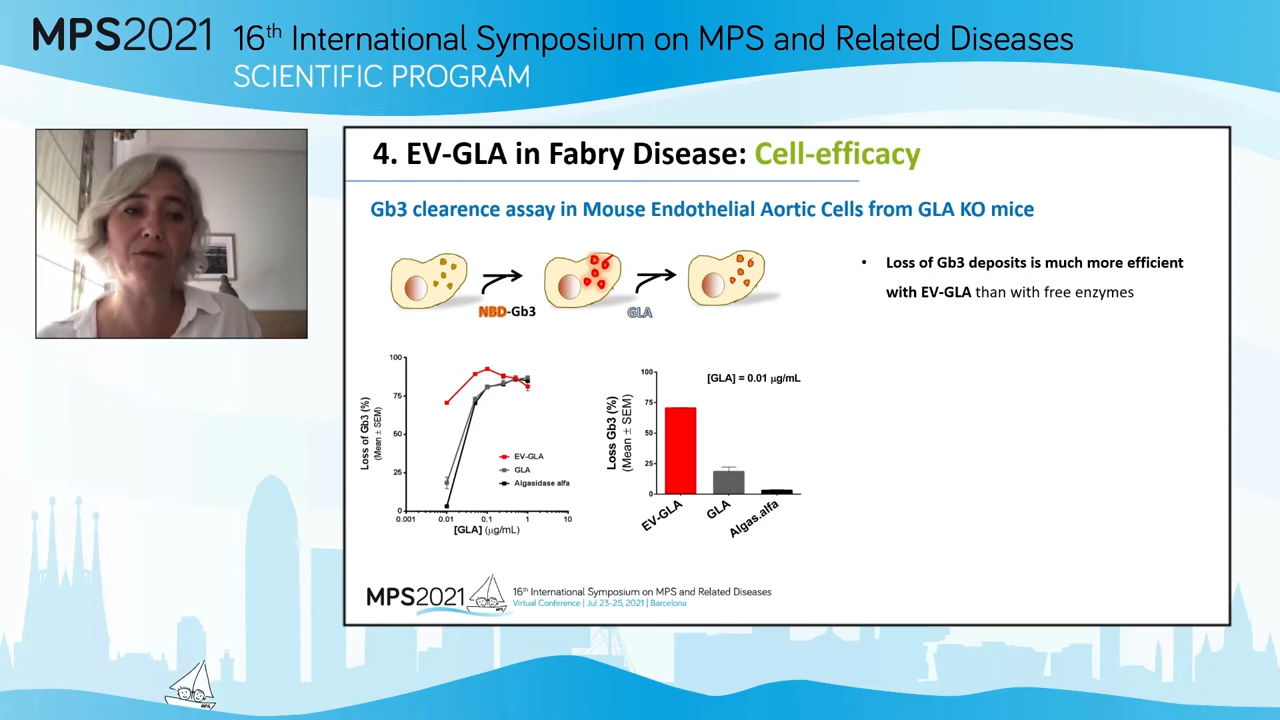 MPS2021 16th International Symposium on MPS and Related Diseases
SCIENTIFIC PROGRAM
4. EV-GLA in Fabry Disease: Cell-efficacy
Gb3 clearence assay in Mouse Endothelial Aortic Cells from GLA KO mice
NBD-Gb3
GLA
• Loss of Gb3 deposits is much more efficient
with EV-GLA than with free enzymes
Loss of Gb3 (%)
(Mean ± SEM)
100
75
50
25
0
0.001
0.01
0.1
1
10
[GLA] (µg/mL)
EV-GLA
GLA
Algasidase alfa
Loss Gb3 (%)
(Mean ± SEM)
100
75
50
25
0
[GLA] = 0.01 µg/mL
EV-GLA
GLA
Algas.alfa
MPS2021
MPS
16th International Symposium on MPS and Related Diseases
Virtual Conference | Jul 23-25, 2021 | Barcelona
MPS